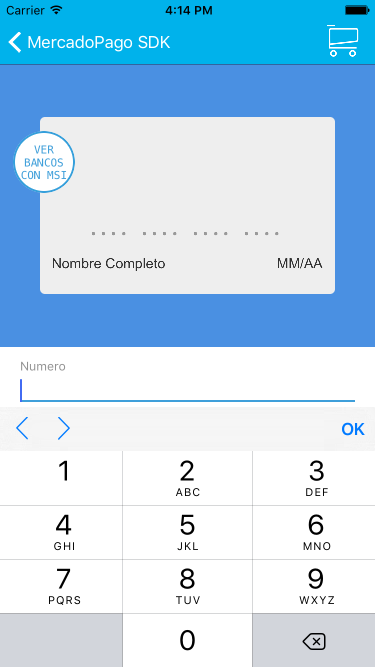 Carrier 4:14 PM
MercadoPago SDK
VER
BANCOS
CON MSI
•••• •••• •••• ••••
Nombre Completo MM/AA
Numero
OK
1 2 3
ABC DEF
4 5 6
GHI JKL MNO
7 8 9
PQRS TUV WXYZ
0